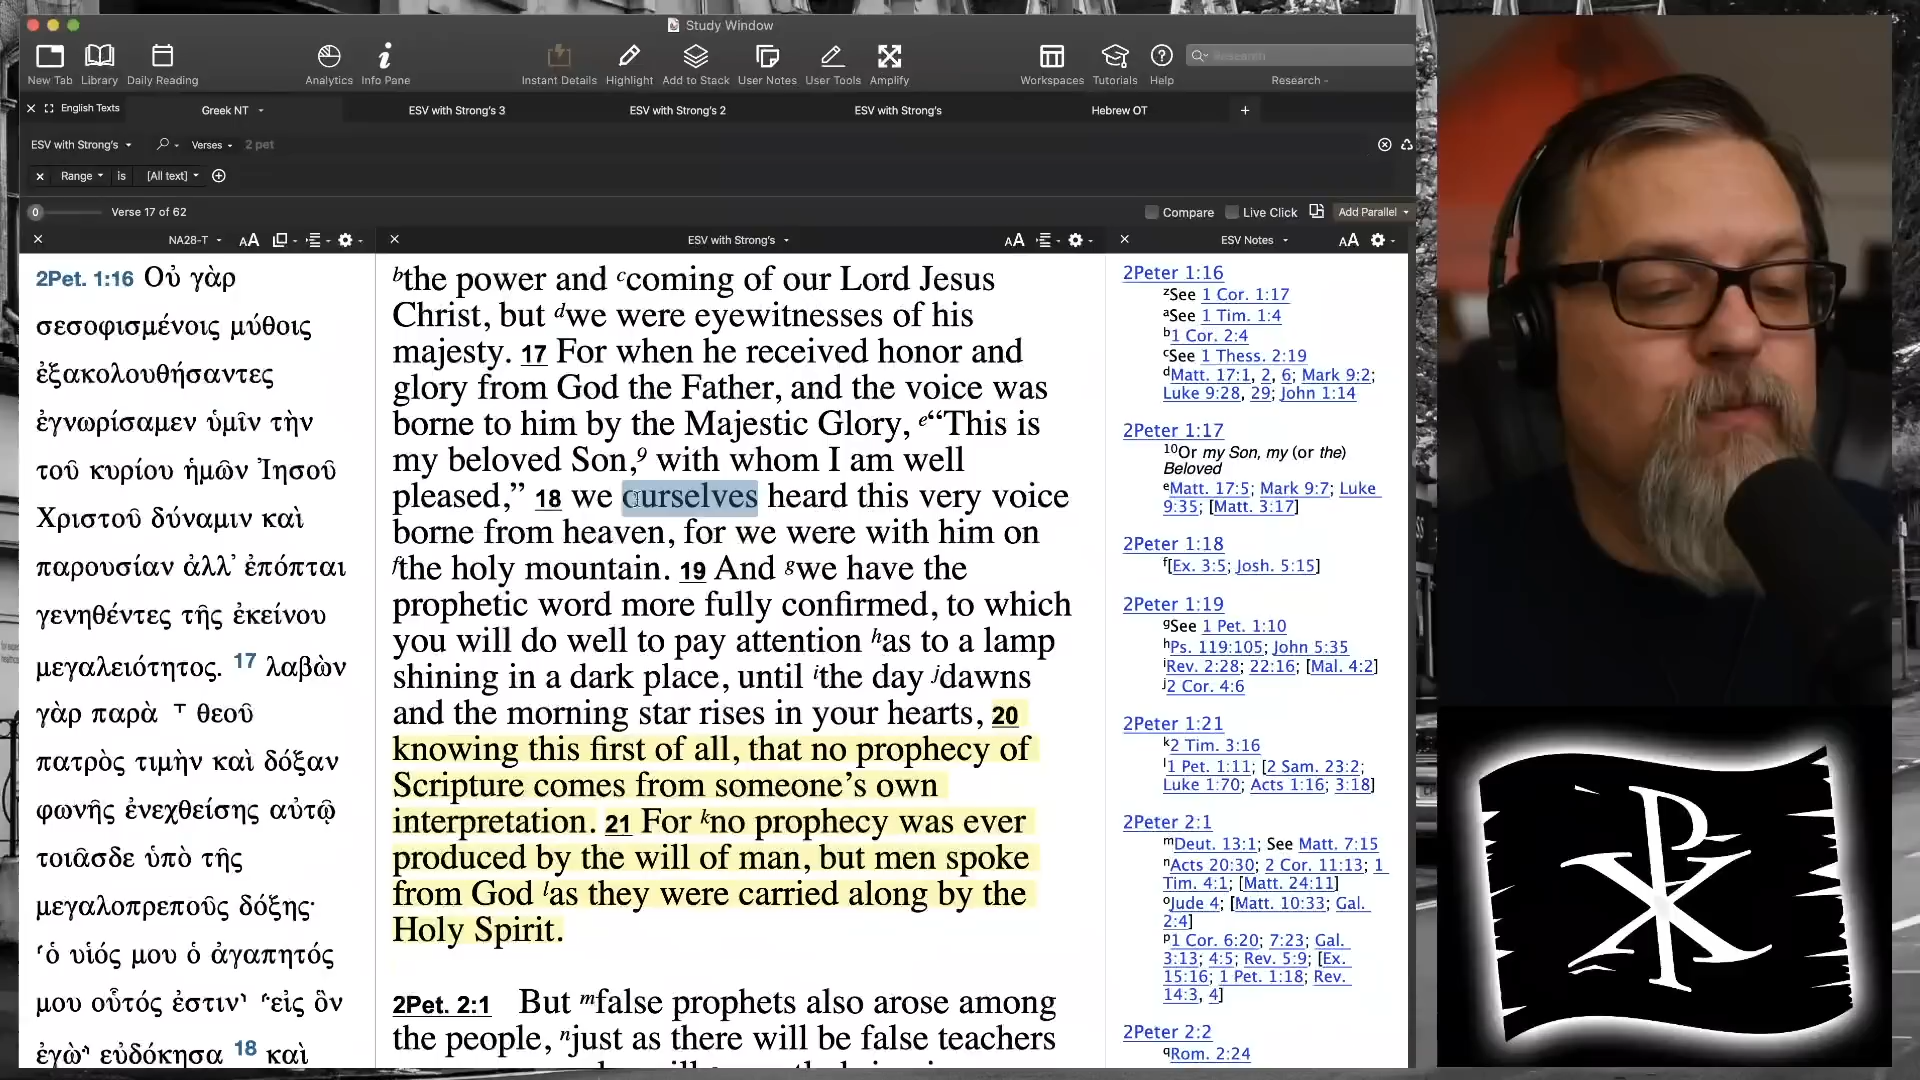 Study Window
New Tab Library Daily Reading Analytics Info Pane Instant Details Highlight Add to Stack User Notes User Tools Amplify Workspaces Tutorials Help Research
Research
English Texts Greek NT ESV with Strong's 3 ESV with Strong's 2 ESV with Strong's Hebrew OT +
ESV with Strong's Verses 2 pet
Range is [All text]
0 Verse 17 of 62 Compare Live Click Add Parallel
NA28-T AA ESV with Strong's AA ESV Notes AA
2Pet. 1:16 Οὐ γὰρ
σεσοφισμένοις μύθοις
ἐξακολουθήσαντες
ἐγνωρίσαμεν ὑμῖν τὴν
τοῦ κυρίου ἡμῶν Ἰησοῦ
Χριστοῦ δύναμιν καὶ
παρουσίαν ἀλλ᾽ ἐπόπται
γενηθέντες τῆς ἐκείνου
μεγαλειότητος. 17 λαβὼν
γὰρ παρὰ ⸆ θεοῦ
πατρὸς τιμὴν καὶ δόξαν
φωνῆς ἐνεχθείσης αὐτῷ
τοιᾶσδε ὑπὸ τῆς
μεγαλοπρεποῦς δόξης·
⸂ὁ υἱός μου ὁ ἀγαπητός
μου οὗτός ἐστιν⸃ ⸄εἰς ὃν
ἐγὼ⸅ εὐδόκησα 18 καὶ
bthe power and ccoming of our Lord Jesus
Christ, but dwe were eyewitnesses of his
majesty. 17 For when he received honor and
glory from God the Father, and the voice was
borne to him by the Majestic Glory, e“This is
my beloved Son,9 with whom I am well
pleased,” 18 we ourselves heard this very voice
borne from heaven, for we were with him on
fthe holy mountain. 19 And gwe have the
prophetic word more fully confirmed, to which
you will do well to pay attention has to a lamp
shining in a dark place, until ithe day jdawns
and the morning star rises in your hearts, 20
knowing this first of all, that no prophecy of
Scripture comes from someone’s own
interpretation. 21 For kno prophecy was ever
produced by the will of man, but men spoke
from God las they were carried along by the
Holy Spirit.
2Pet. 2:1 But mfalse prophets also arose among
the people, njust as there will be false teachers
2Peter 1:16
zSee 1 Cor. 1:17
aSee 1 Tim. 1:4
b1 Cor. 2:4
cSee 1 Thess. 2:19
dMatt. 17:1, 2, 6; Mark 9:2;
Luke 9:28, 29; John 1:14
2Peter 1:17
10Or my Son, my (or the)
Beloved
eMatt. 17:5; Mark 9:7; Luke
9:35; [Matt. 3:17]
2Peter 1:18
f[Ex. 3:5; Josh. 5:15]
2Peter 1:19
gSee 1 Pet. 1:10
hPs. 119:105; John 5:35
iRev. 2:28; 22:16; [Mal. 4:2]
j2 Cor. 4:6
2Peter 1:21
k2 Tim. 3:16
l1 Pet. 1:11; [2 Sam. 23:2;
Luke 1:70; Acts 1:16; 3:18]
2Peter 2:1
mDeut. 13:1; See Matt. 7:15
nActs 20:30; 2 Cor. 11:13; 1
Tim. 4:1; [Matt. 24:11]
oJude 4; [Matt. 10:33; Gal.
2:4]
p1 Cor. 6:20; 7:23; Gal.
3:13; 4:5; Rev. 5:9; [Ex.
15:16; 1 Pet. 1:18; Rev.
14:3, 4]
2Peter 2:2
qRom. 2:24